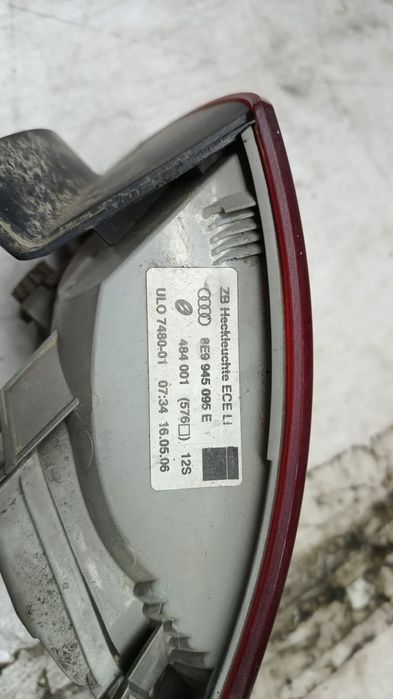 ZB Heckleuchte ECE Li
8E9 945 095 E
484 001 (576□) 12S
ULO 7480-01 07:34 16.05.06